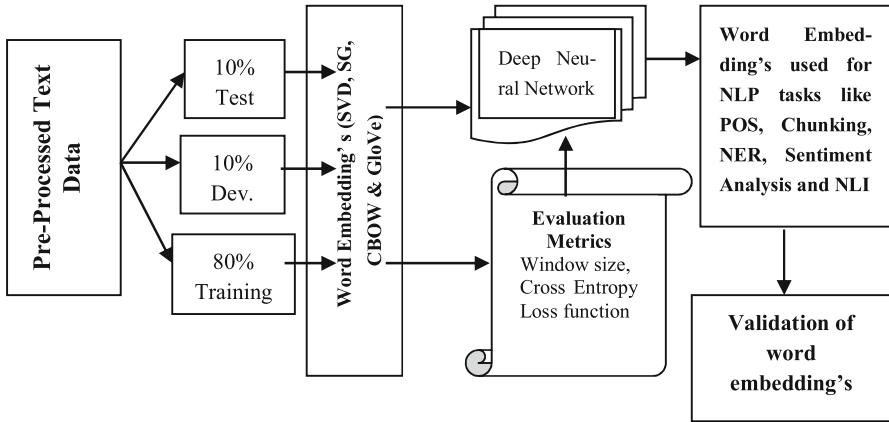 Pre-Processed Text
Data
10%
Test
10%
Dev.
80%
Training
Word Embedding' s (SVD, SG,
CBOW & GloVe)
Deep Neu-
ral Network
Evaluation
Metrics
Window size,
Cross Entropy
Loss function
Word Embed-
ding's used for
NLP tasks like
POS, Chunking,
NER, Sentiment
Analysis and NLI
Validation of
word
embedding's